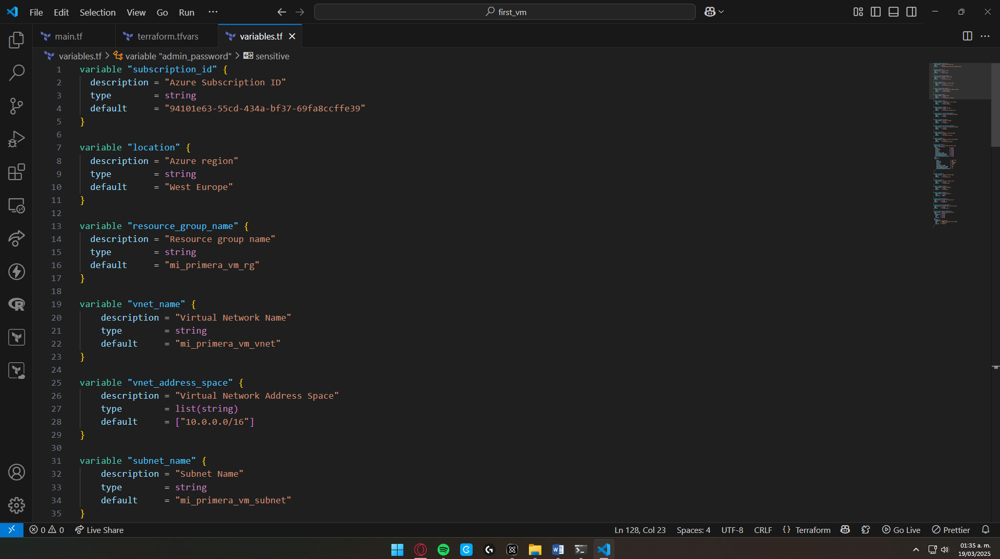 File Edit Selection View Go Run ··· first_vm
main.tf terraform.tfvars variables.tf
variables.tf > variable "admin_password" > sensitive
1 variable "subscription_id" {
2 description = "Azure Subscription ID"
3 type = string
4 default = "94101e63-55cd-434a-bf37-69fa8ccffe39"
5 }
6
7 variable "location" {
8 description = "Azure region"
9 type = string
10 default = "West Europe"
11 }
12
13 variable "resource_group_name" {
14 description = "Resource group name"
15 type = string
16 default = "mi_primera_vm_rg"
17 }
18
19 variable "vnet_name" {
20 description = "Virtual Network Name"
21 type = string
22 default = "mi_primera_vm_vnet"
23 }
24
25 variable "vnet_address_space" {
26 description = "Virtual Network Address Space"
27 type = list(string)
28 default = ["10.0.0.0/16"]
29 }
30
31 variable "subnet_name" {
32 description = "Subnet Name"
33 type = string
34 default = "mi_primera_vm_subnet"
35 }
0 0 Live Share Ln 128, Col 23 Spaces: 4 UTF-8 CRLF {} Terraform Go Live Prettier
01:35 a. m.
19/03/2025